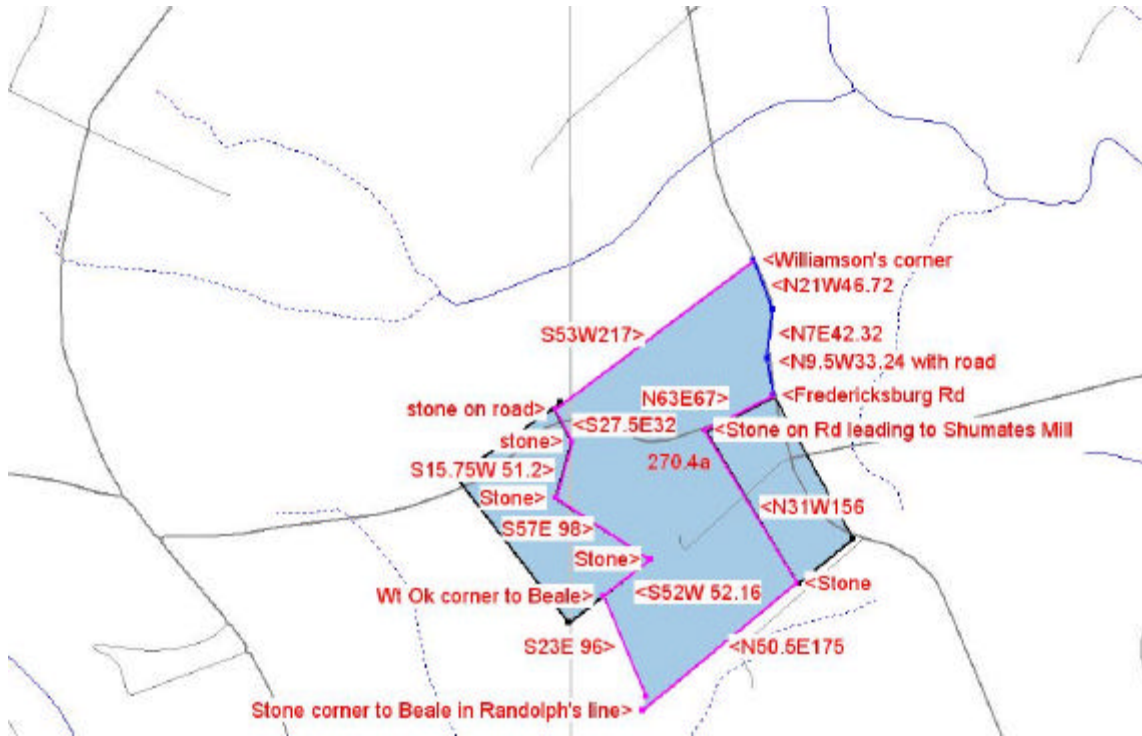 <Williamson's corner
<N21W46.72
S53W217>
<N7E42.32
<N9.5W33.24 with road
N63E67>
<Fredericksburg Rd
stone on road>
<S27.5E32
<Stone on Rd leading to Shumates Mill
stone>
270.4a
S15.75W 51.2>
Stone>
<N31W156
S57E 98>
Stone>
<Stone
Wt Ok corner to Beale>
<S52W 52.16
S23E 96>
<N50.5E175
Stone corner to Beale in Randolph's line>